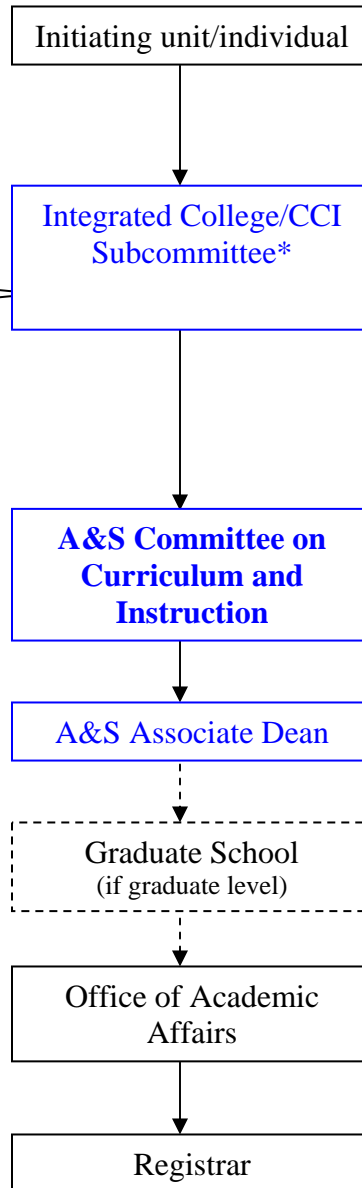 Initiating unit/individual
Integrated College/CCI
Subcommittee*
A&S Committee on
Curriculum and
Instruction
A&S Associate Dean
Graduate School
(if graduate level)
Office of Academic
Affairs
Registrar